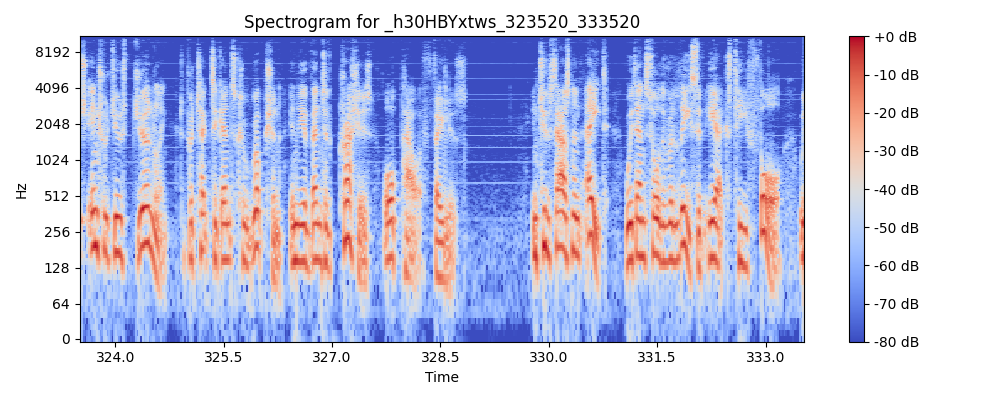 Spectrogram for _h30HBYxtws_323520_333520
8192
4096
2048
1024
512
256
128
64
0
Hz
324.0 325.5 327.0 328.5 330.0 331.5 333.0
Time
+0 dB
-10 dB
-20 dB
-30 dB
-40 dB
-50 dB
-60 dB
-70 dB
-80 dB